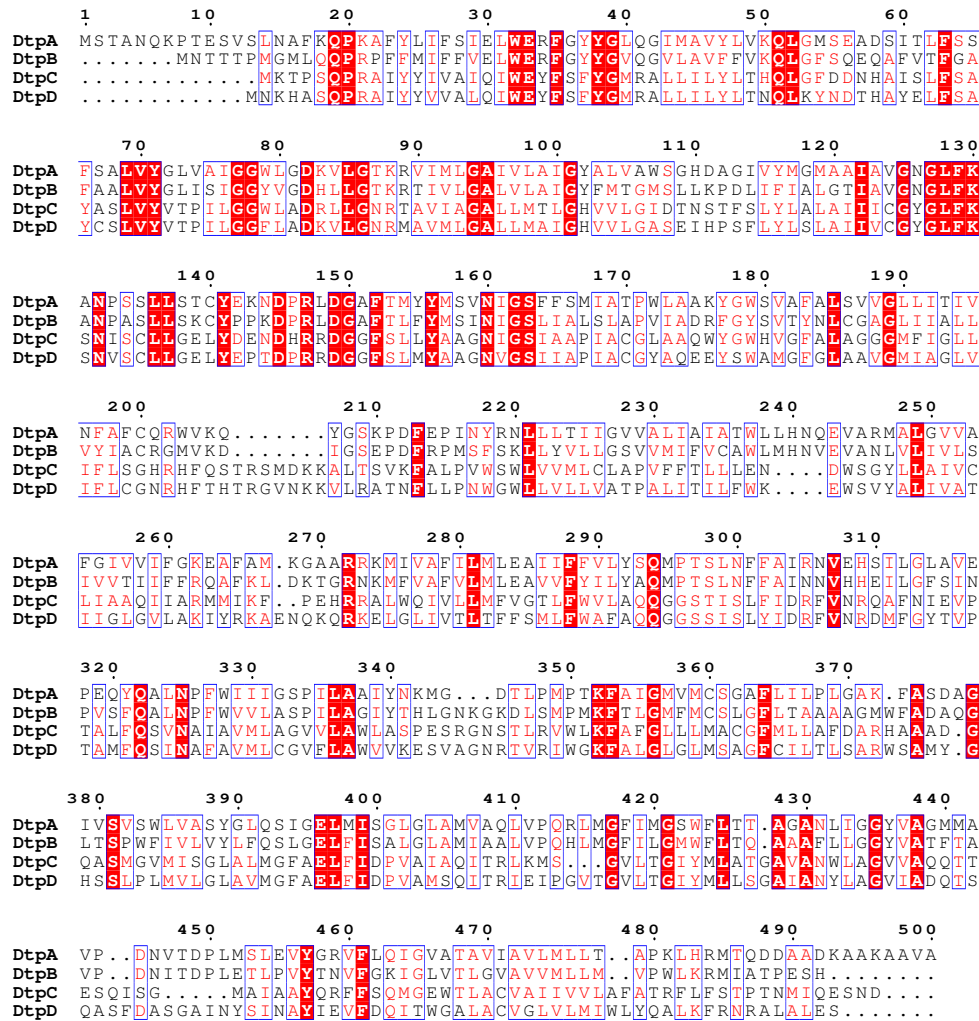 1 10 20 30 40 50 60
DtpA MSTANQKPTESVSLNAFKQPKAFYLIFSIELWERFGYYGLQGIMAVYLVKQLGMSEADSITLFSS
DtpB .......MNTTTPMGMLQQPRPFFMIFFVELWERFGYYGVQGVLAVFFVKQLGFSQEQAFVTFGA
DtpC .............MKTPSQPRAIYYIVAIQIWEYFSFYGMRALLILYLTHQLGFDDNHAISLFSA
DtpD ............MNKHASQPRAIYYVVALQIWEYFSFYGMRALLILYLTNQLKYNDTHAYELFSA
70 80 90 100 110 120 130
DtpA FSALVYGLVAIGGWLGDKVLGTKRVIMLGAIVLAIGYALVAWSGHDAGIVYMGMAAIAVGNGLFK
DtpB FAALVYGLISIGGYVGDHLLGTKRTIVLGALVLAIGYFMTGMSLLKPDLIFIALGTIAVGNGLFK
DtpC YASLVYVTPILGGWLADRLLGNRTAVIAGALLMTLGHVVLGIDTNSTFSLYLALAIIICGYGLFK
DtpD YCSLVYVTPILGGFLADKVLGNRMAVMLGALLMAIGHVVLGASEIHPSFLYLSLAIIVCGYGLFK
140 150 160 170 180 190
DtpA ANPSSLLSTCYEKNDPRLDGAFTMYYMSVNIGSFFSMIATPWLAAKYGWSVAFALSVVGLLITIV
DtpB ANPASLLSKCYPPKDPRLDGAFTLFYMSINIGSLIALSLAPVIADRFGYSVTYNLCGAGLIIALL
DtpC SNISCLLGELYDENDHRRDGGFSLLYAAGNIGSIAAPIACGLAAQWYGWHVGFALAGGGMFIGLL
DtpD SNVSCLLGELYEPTDPRRDGGFSLMYAAGNVGSIIAPIACGYAQEEYSWAMGFGLAAVGMIAGLV
200 210 220 230 240 250
DtpA NFAFCQRWVKQ.......YGSKPDFEPINYRNLLLTIIGVVALIAIATWLLHNQEVARMALGVVA
DtpB VYIACRGMVKD.......IGSEPDFRPMSFSKLLYVLLGSVVMIFVCAWLMHNVEVANLVLIVLS
DtpC IFLSGHRHFQSTRSMDKKALTSVKFALPVWSWLVVMLCLAPVFFTLLLEN....DWSGYLLAIVC
DtpD IFLCGNRHFTHTRGVNKKVLRATNFLLPNWGWLLVLLVATPALITILFWK....EWSVYALIVAT
260 270 280 290 300 310
DtpA FGIVVIFGKEAFAM.KGAARRKMIVAFILMLEAIIFFVLYSQMPTSLNFFAIRNVEHSILGLAVE
DtpB IVVTIIFFRQAFKL.DKTGRNKMFVAFVLMLEAVVFYILYAQMPTSLNFFAINNVHHEILGFSIN
DtpC LIAAQIIARMMIKF..PEHRRALWQIVLLMFVGTLFWVLAQQGGSTISLFIDRFVNRQAFNIEVP
DtpD IIGLGVLAKIYRKAENQKQRKELGLIVTLTFFSMLFWAFAQQGGSSISLYIDRFVNRDMFGYTVP
320 330 340 350 360 370
DtpA PEQYQALNPFWIIIGSPILAAIYNKMG...DTLPMPTKFAIGMVMCSGAFLILPLGAK.FASDAG
DtpB PVSFQALNPFWVVLASPILAGIYTHLGNKGKDLSMPMKFTLGMFMCSLGFLTAAAAGMWFADAQG
DtpC TALFQSVNAIAVMLAGVVLAWLASPESRGNSTLRVWLKFAFGLLLMACGFMLLAFDARHAAAD.G
DtpD TAMFQSINAFAVMLCGVFLAWVVKESVAGNRTVRIWGKFALGLGLMSAGFCILTLSARWSAMY.G
380 390 400 410 420 430 440
DtpA IVSVSWLVASYGLQSIGELMISGLGLAMVAQLVPQRLMGFIMGSWFLTT.AGANLIGGYVAGMMA
DtpB LTSPWFIVLVYLFQSLGELFISALGLAMIAALVPQHLMGFILGMWFLTQ.AAAFLLGGYVATFTA
DtpC QASMGVMISGLALMGFAELFIDPVAIAQITRLKMS...GVLTGIYMLATGAVANWLAGVVAQQTT
DtpD HSSLPLMVLGLAVMGFAELFIDPVAMSQITRIEIPGVTGVLTGIYMLLSGAIANYLAGVIADQTS
450 460 470 480 490 500
DtpA VP..DNVTDPLMSLEVYGRVFLQIGVATAVIAVLMLLT..APKLHRMTQDDAADKAAKAAVA
DtpB VP..DNITDPLETLPVYTNVFGKIGLVTLGVAVVMLLM..VPWLKRMIATPESH........
DtpC ESQISG.....MAIAAYQRFFSQMGEWTLACVAIIVVLAFATRFLFSTPTNMIQESND....
DtpD QASFDASGAINYSINAYIEVFDQITWGALACVGLVLMIWLYQALKFRNRALALES.......